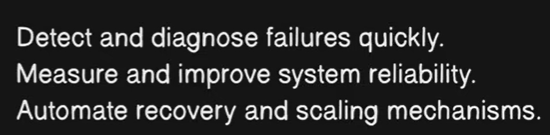 Detect and diagnose failures quickly.
Measure and improve system reliability.
Automate recovery and scaling mechanisms.